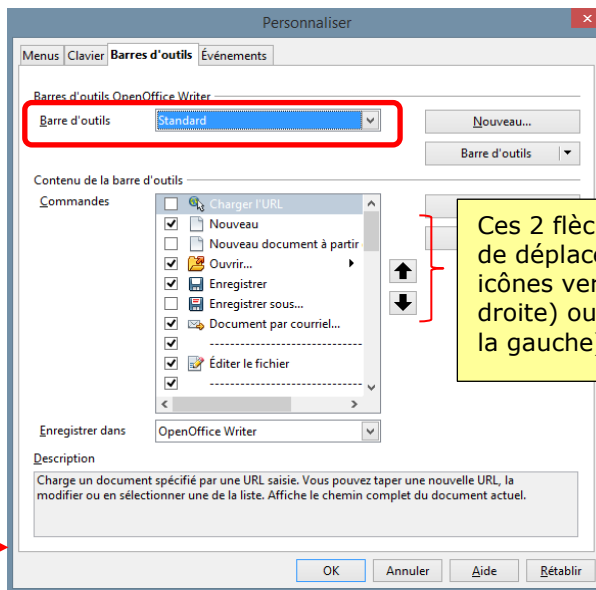 Personnaliser
Menus Clavier Barres d'outils Événements
Barres d'outils OpenOffice Writer
Barre d'outils Standard Nouveau...
Barre d'outils
Contenu de la barre d'outils
Commandes
Charger l'URL
Nouveau
Nouveau document à partir
Ouvrir...
Enregistrer
Enregistrer sous...
Document par courriel...
----------------------------
Éditer le fichier
----------------------------
Ces 2
de
icônes
droite) ou
la gauche)
Enregistrer dans OpenOffice Writer
Description
Charge un document spécifié par une URL saisie. Vous pouvez taper une nouvelle URL, la
modifier ou en sélectionner une de la liste. Affiche le chemin complet du document actuel.
OK Annuler Aide Rétablir